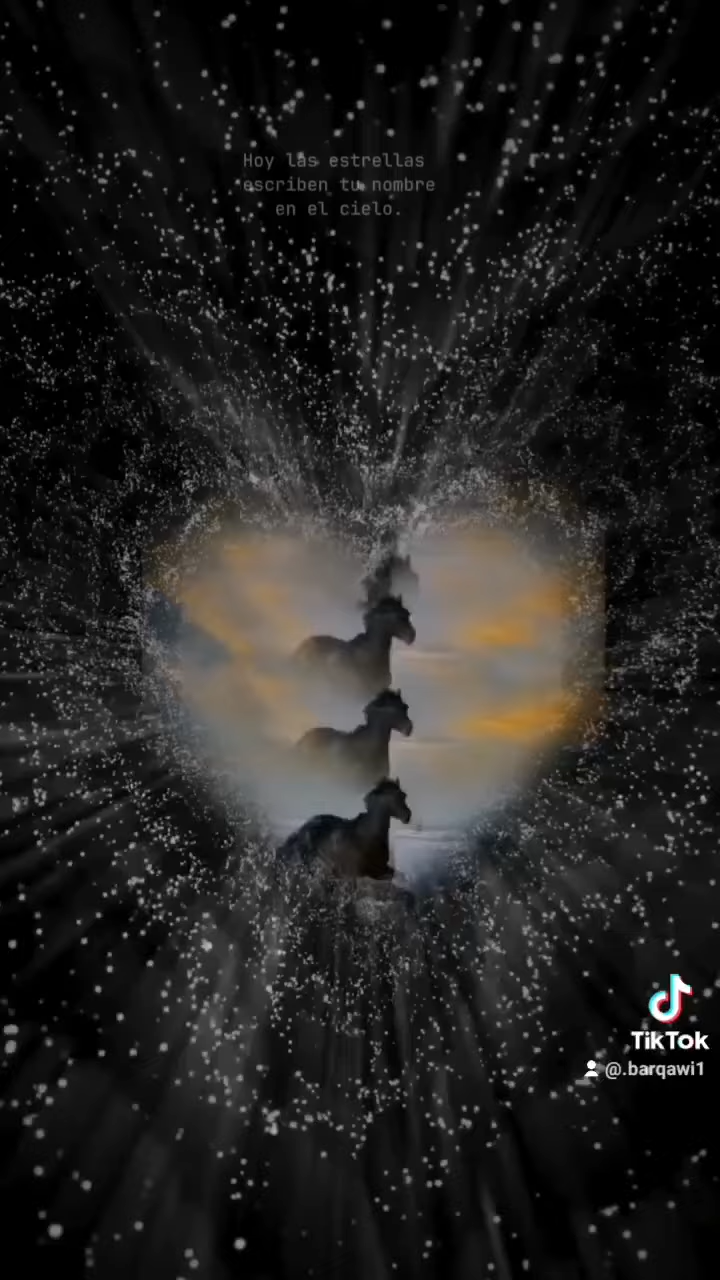 Hoy las estrellas
escriben tu nombre
en el cielo.
TikTok
@.barqawi1